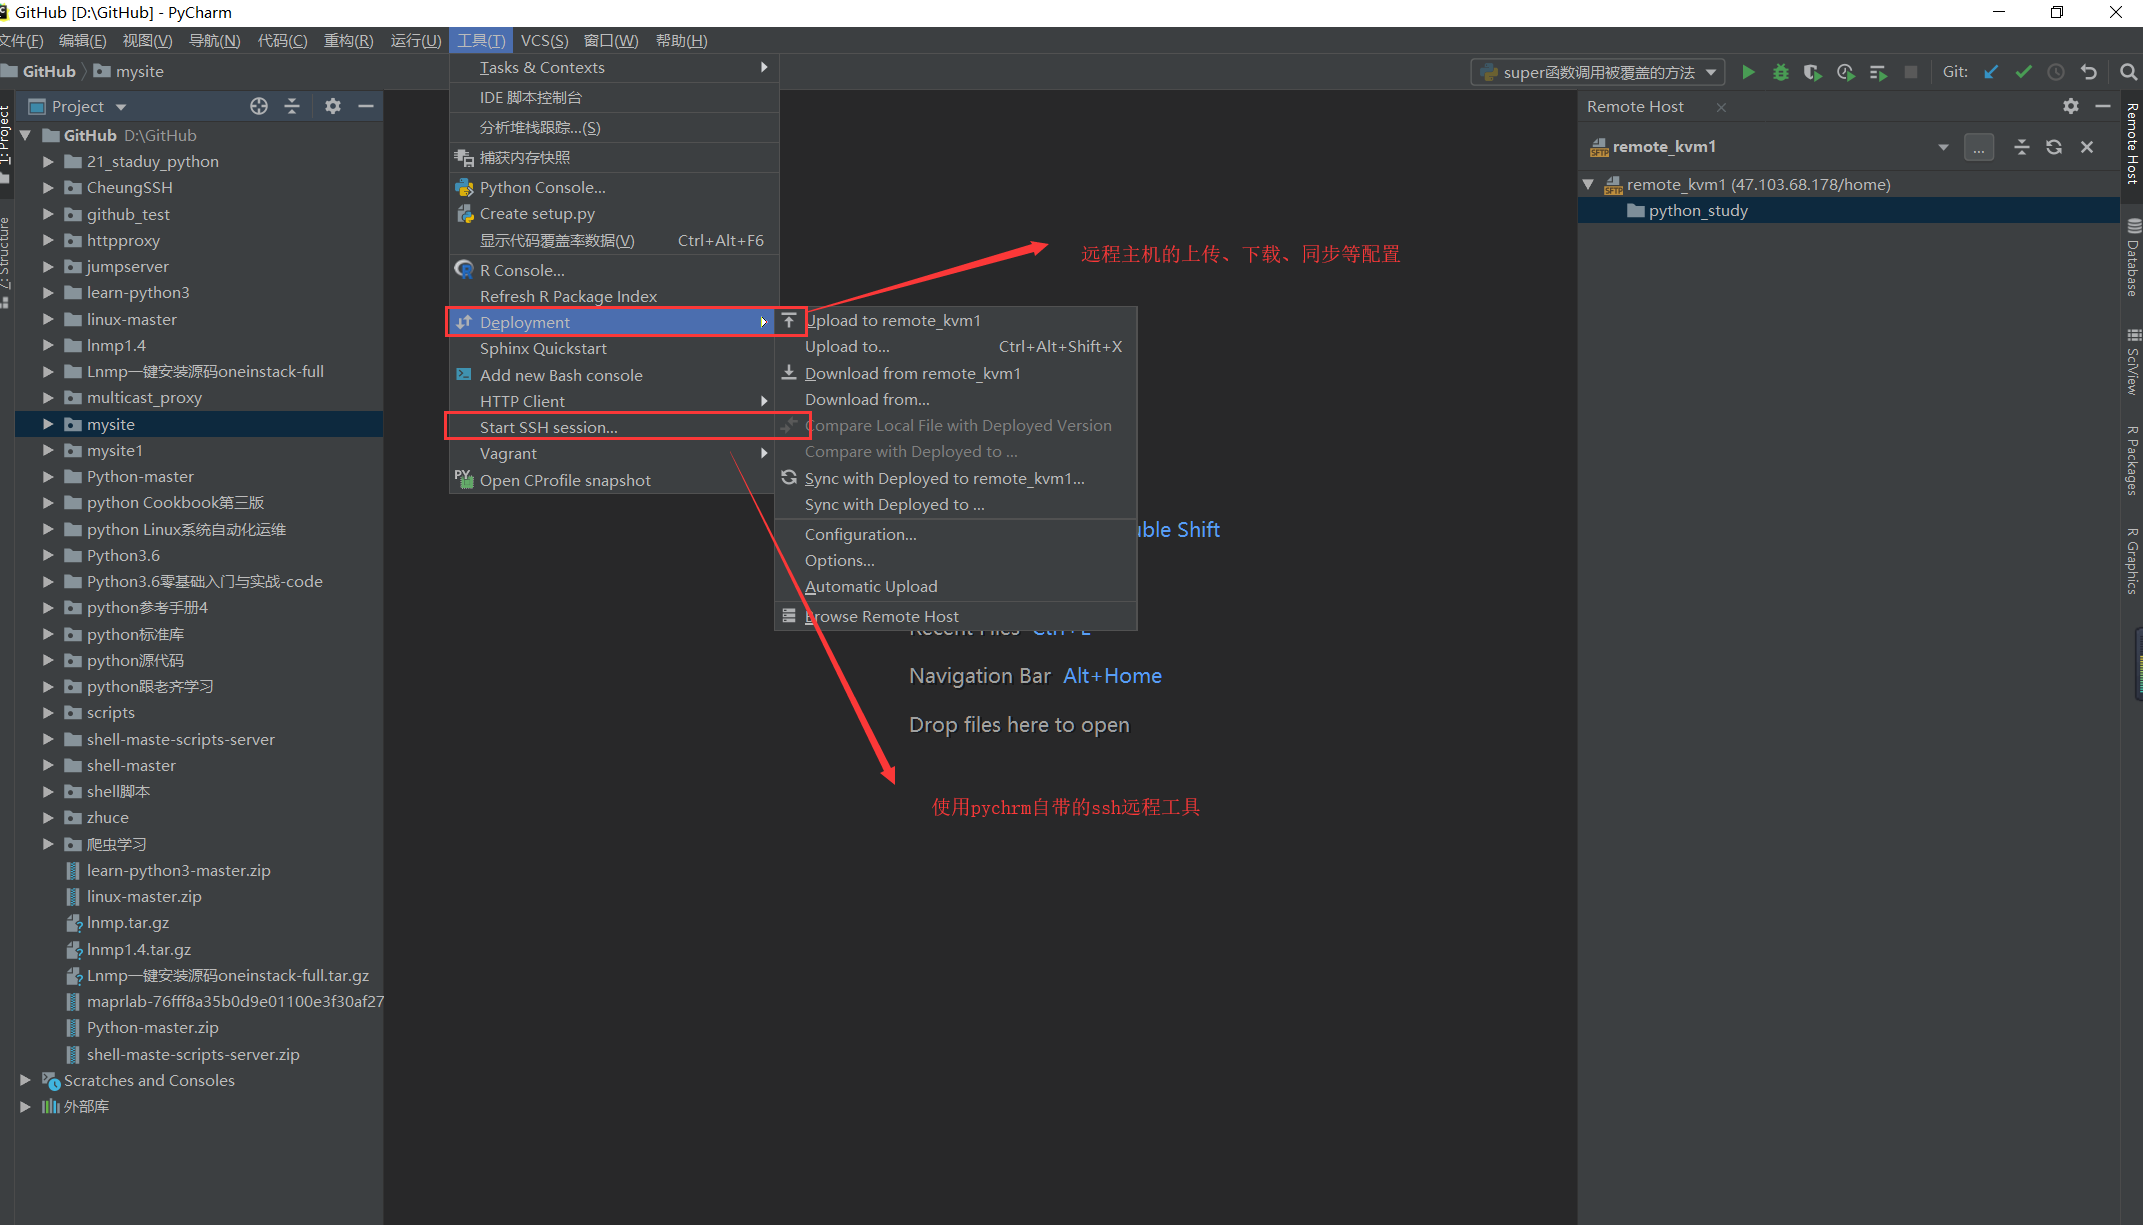 GitHub [D:\GitHub] - PyCharm
文件(F) 编辑(E) 视图(V) 导航(N) 代码(C) 重构(R) 运行(U) 工具(T) VCS(S) 窗口(W) 帮助(H)
GitHub mysite
super函数调用被覆盖的方法
Git:
1: Project
7: Structure
Project
GitHub D:\GitHub
21_staduy_python
CheungSSH
github_test
httpproxy
jumpserver
learn-python3
linux-master
lnmp1.4
Lnmp一键安装源码oneinstack-full
multicast_proxy
mysite
mysite1
Python-master
python Cookbook第三版
python Linux系统自动化运维
Python3.6
Python3.6零基础入门与实战-code
python参考手册4
python标准库
python源代码
python跟老齐学习
scripts
shell-maste-scripts-server
shell-master
shell脚本
zhuce
爬虫学习
learn-python3-master.zip
linux-master.zip
lnmp.tar.gz
lnmp1.4.tar.gz
Lnmp一键安装源码oneinstack-full.tar.gz
maprlab-76fff8a35b0d9e01100e3f30af27
Python-master.zip
shell-maste-scripts-server.zip
Scratches and Consoles
外部库
Tasks & Contexts
IDE 脚本控制台
分析堆栈跟踪...(S)
捕获内存快照
Python Console...
Create setup.py
显示代码覆盖率数据(V) Ctrl+Alt+F6
R Console...
Refresh R Package Index
Deployment
Sphinx Quickstart
Add new Bash console
HTTP Client
Start SSH session...
Vagrant
PY Open CProfile snapshot
Upload to remote_kvm1
Upload to... Ctrl+Alt+Shift+X
Download from remote_kvm1
Download from...
Compare Local File with Deployed Version
Compare with Deployed to ...
Sync with Deployed to remote_kvm1...
Sync with Deployed to ...
Configuration...
Options...
Automatic Upload
Browse Remote Host
远程主机的上传、下载、同步等配置
uble Shift
Recent Files Ctrl+E
Navigation Bar Alt+Home
Drop files here to open
使用pychrm自带的ssh远程工具
Remote Host
SFTP remote_kvm1
...
SFTP remote_kvm1 (47.103.68.178/home)
python_study
Remote Host
Database
SciView
R Packages
R Graphics